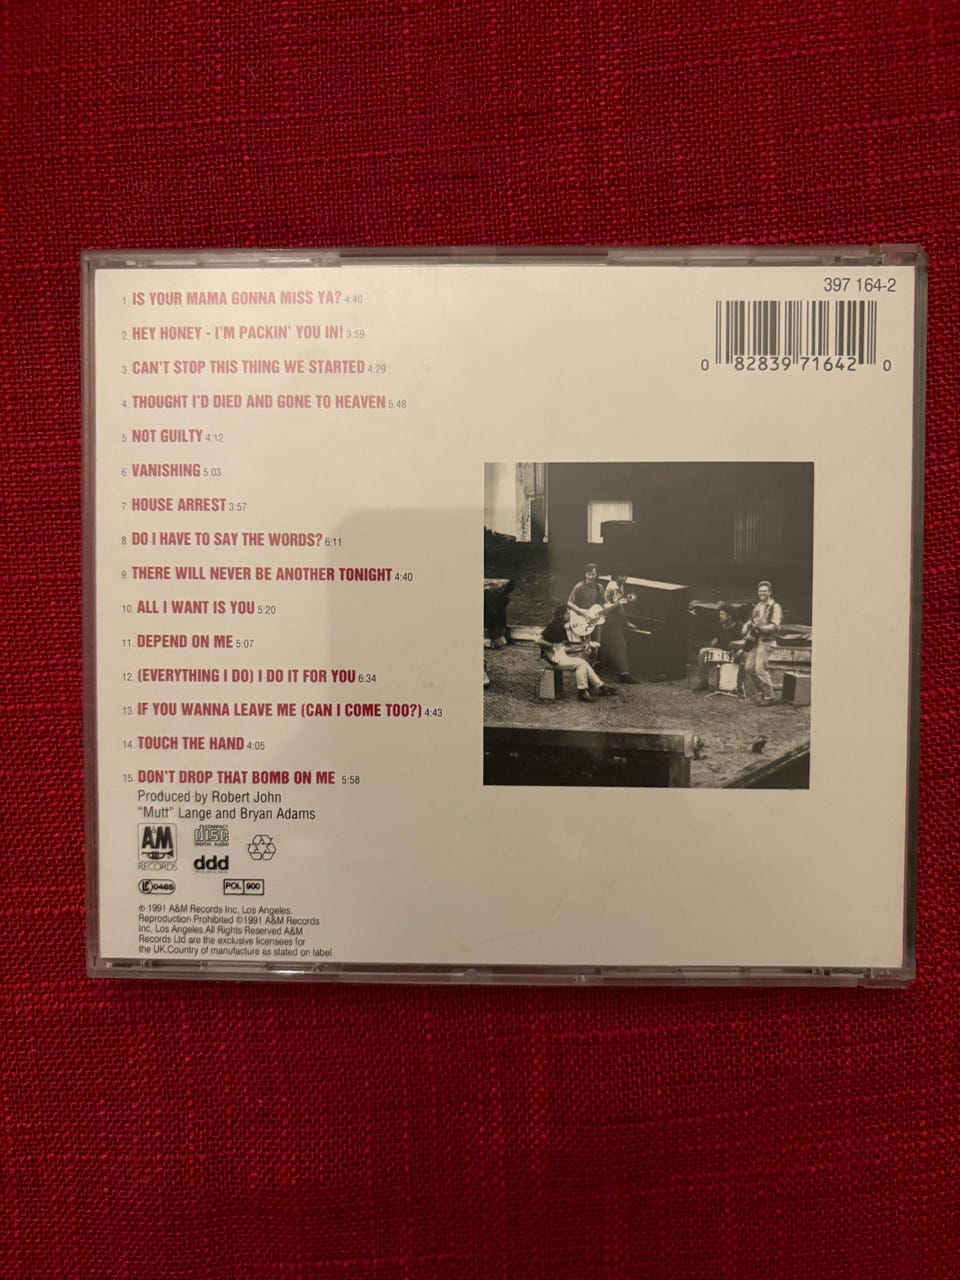 397 164-2
0 82839 71642 0
1. IS YOUR MAMA GONNA MISS YA? 4:40
2. HEY HONEY - I'M PACKIN' YOU IN! 3:59
3. CAN'T STOP THIS THING WE STARTED 4:29
4. THOUGHT I'D DIED AND GONE TO HEAVEN 5:48
5. NOT GUILTY 4:12
6. VANISHING 5:03
7. HOUSE ARREST 3:57
8. DO I HAVE TO SAY THE WORDS? 6:11
9. THERE WILL NEVER BE ANOTHER TONIGHT 4:40
10. ALL I WANT IS YOU 5:20
11. DEPEND ON ME 5:07
12. (EVERYTHING I DO) I DO IT FOR YOU 6:34
13. IF YOU WANNA LEAVE ME (CAN I COME TOO?) 4:43
14. TOUCH THE HAND 4:05
15. DON'T DROP THAT BOMB ON ME 5:58
Produced by Robert John
"Mutt" Lange and Bryan Adams
A&M
RECORDS
COMPACT
disc
DIGITAL AUDIO
ddd
LC 0485
POL 900
℗ 1991 A&M Records Inc, Los Angeles.
Reproduction Prohibited ©1991 A&M Records
Inc, Los Angeles.All Rights Reserved A&M
Records Ltd are the exclusive licensees for
the UK.Country of manufacture as stated on label.